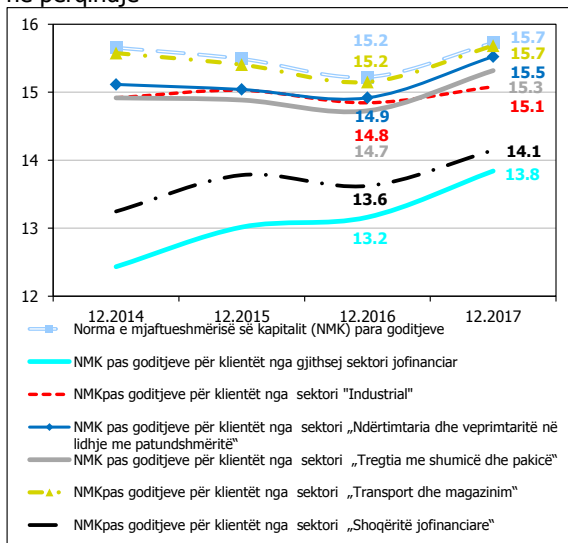 në përqindje
16
15
14
13
12
15.2
15.2
14.9
14.8
14.7
13.6
13.2
15.7
15.7
15.5
15.3
15.1
14.1
13.8
12.2014 12.2015 12.2016 12.2017
Norma e mjaftueshmërisë së kapitalit (NMK) para goditjeve
NMK pas goditjeve për klientët nga gjithsej sektori jofinanciar
NMKpas goditjeve për klientët nga sektori "Industrial"
NMK pas goditjeve për klientët nga sektori „Ndërtimtaria dhe veprimtaritë në
lidhje me patundshmëritë“
NMK pas goditjeve për klientët nga sektori „Tregtia me shumicë dhe pakicë“
NMKpas goditjeve për klientët nga sektori „Transport dhe magazinim“
NMKpas goditjeve për klientët nga sektori „Shoqëritë jofinanciare“